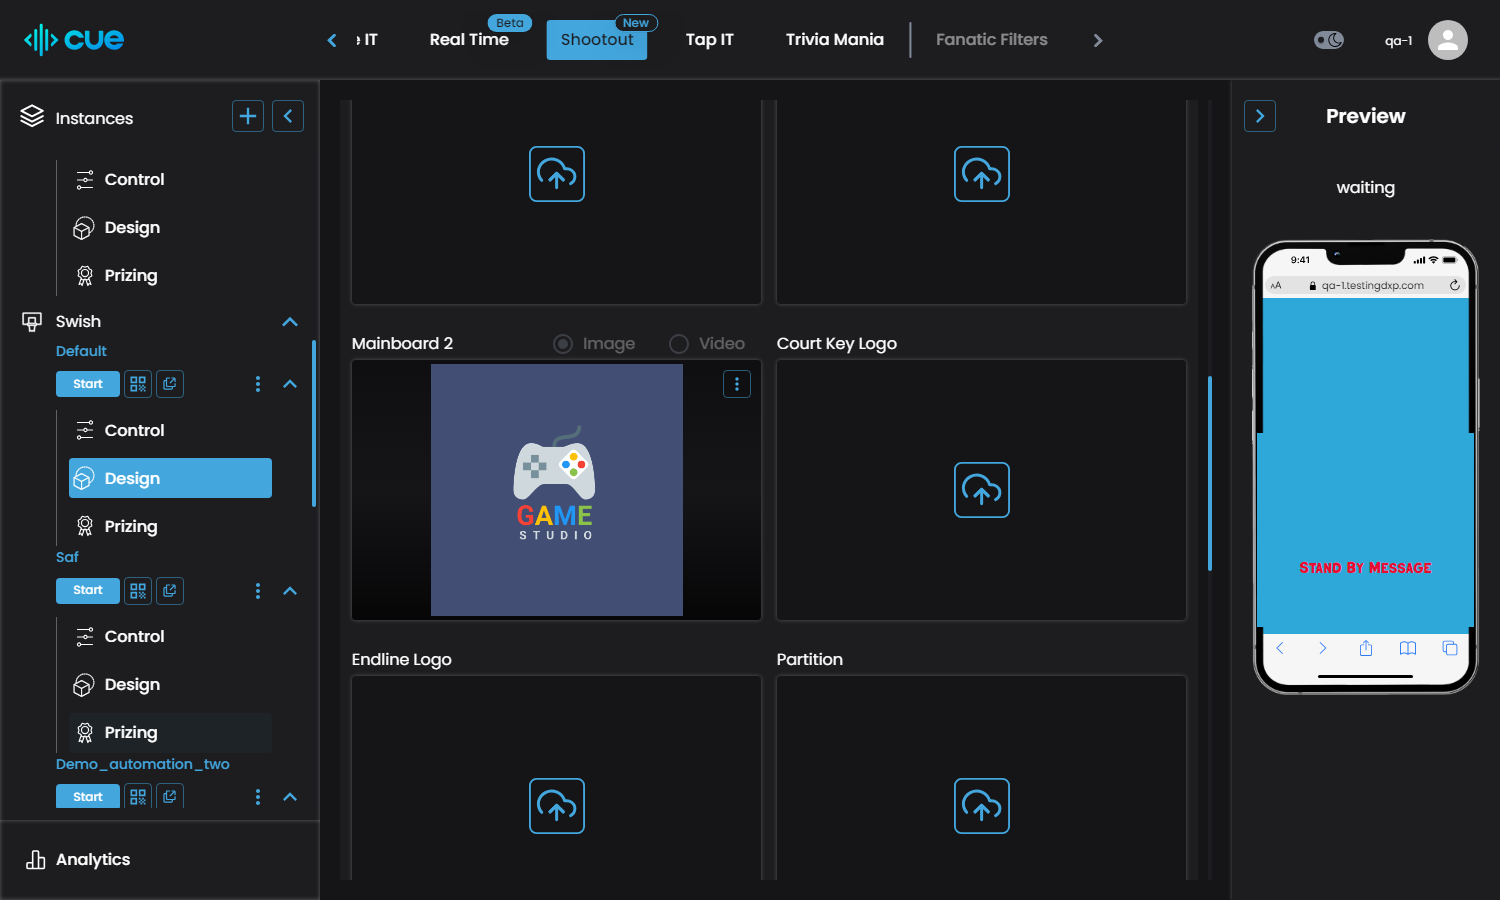 cue
e IT
Real Time
Beta
Shootout
New
Tap IT
Trivia Mania
Fanatic Filters
qa-1
Instances
Control
Design
Prizing
Swish
Default
Start
Control
Design
Prizing
Saf
Start
Control
Design
Prizing
Demo_automation_two
Start
Analytics
Mainboard 2
Image
Video
Court Key Logo
GAME
STUDIO
Endline Logo
Partition
Preview
waiting
9:41
AA
qa-1.testingdxp.com
Stand By Message